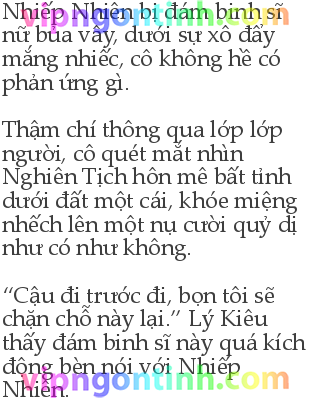 Nhiếp Nhiên bị đám binh sĩ
nữ bủa vây, dưới sự xô đẩy
mắng nhiếc, cô không hề có
phản ứng gì.
Thậm chí thông qua lớp lớp
người, cô quét mắt nhìn
Nghiên Tịch hôn mê bất tỉnh
dưới đất một cái, khóe miệng
nhếch lên một nụ cười quỷ dị
như có như không.
“Cậu đi trước đi, bọn tôi sẽ
chặn chỗ này lại.” Lý Kiêu
thấy đám binh sĩ này quá kích
động bèn nói với Nhiếp
Nhiên.
vipngontinh.com
vipngontinh.com